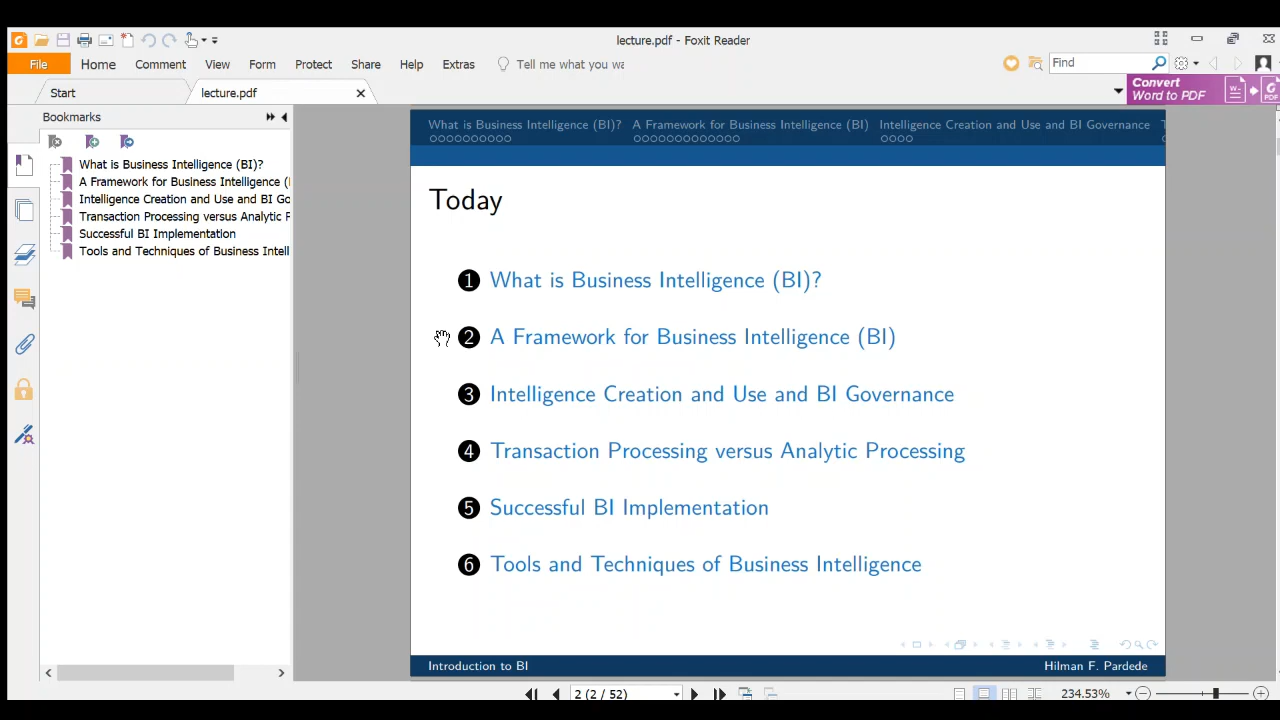 lecture.pdf - Foxit Reader
File Home Comment View Form Protect Share Help Extras Tell me what you wa Find
Start lecture.pdf Convert
Word to PDF
Bookmarks
What is Business Intelligence (BI)?
A Framework for Business Intelligence (
Intelligence Creation and Use and BI Go
Transaction Processing versus Analytic P
Successful BI Implementation
Tools and Techniques of Business Intell
What is Business Intelligence (BI)? A Framework for Business Intelligence (BI) Intelligence Creation and Use and BI Governance T
Today
1 What is Business Intelligence (BI)?
2 A Framework for Business Intelligence (BI)
3 Intelligence Creation and Use and BI Governance
4 Transaction Processing versus Analytic Processing
5 Successful BI Implementation
6 Tools and Techniques of Business Intelligence
Introduction to BI Hilman F. Pardede
2 (2 / 52) 234.53%